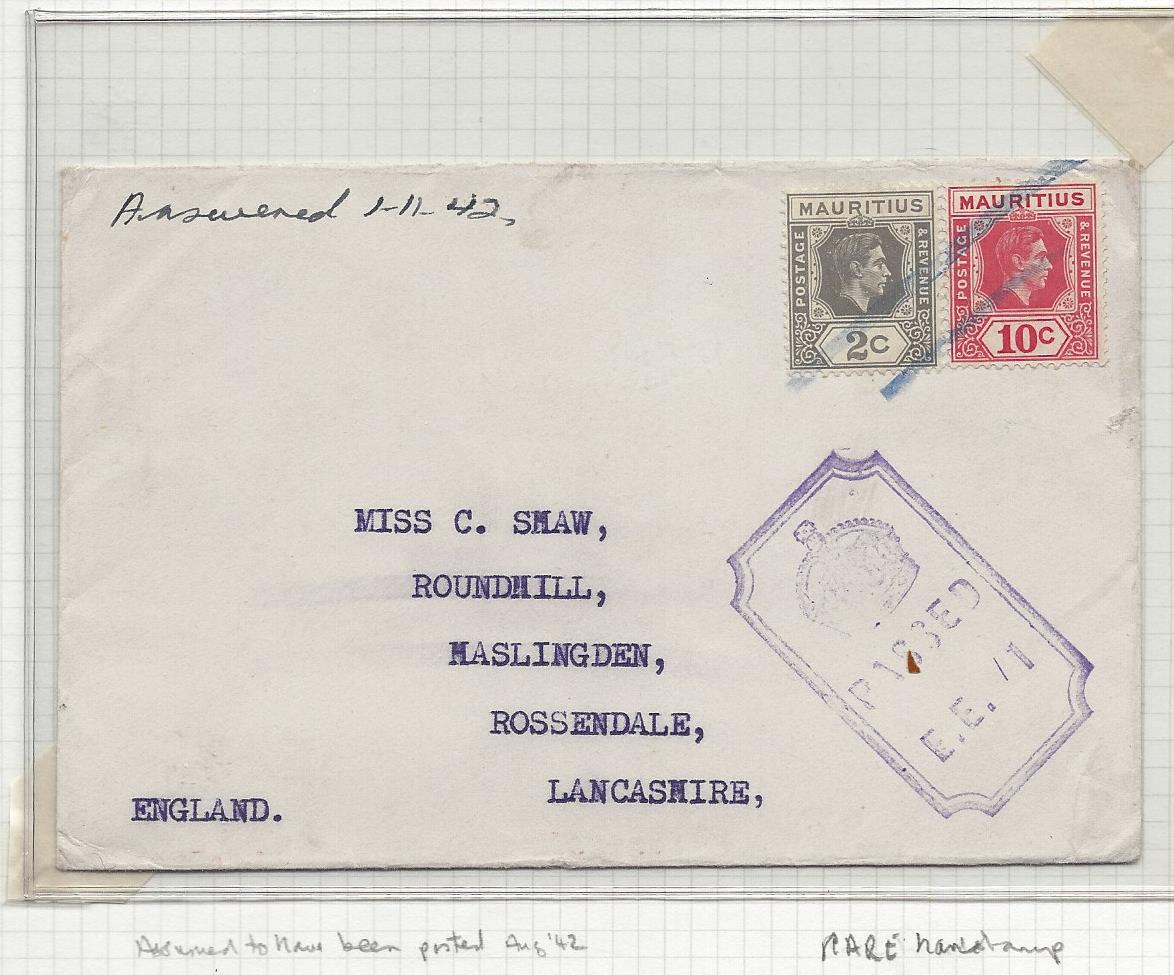 Answered 1-11-42,
MAURITIUS
POSTAGE
& REVENUE
2C
MAURITIUS
POSTAGE
& REVENUE
10C
MISS C. SHAW,
ROUNDHILL,
HASLINGDEN,
ROSSENDALE,
LANCASHIRE,
ENGLAND.
PASSED
E.E./1
Assumed to have been posted Aug '42
RARE handstamp